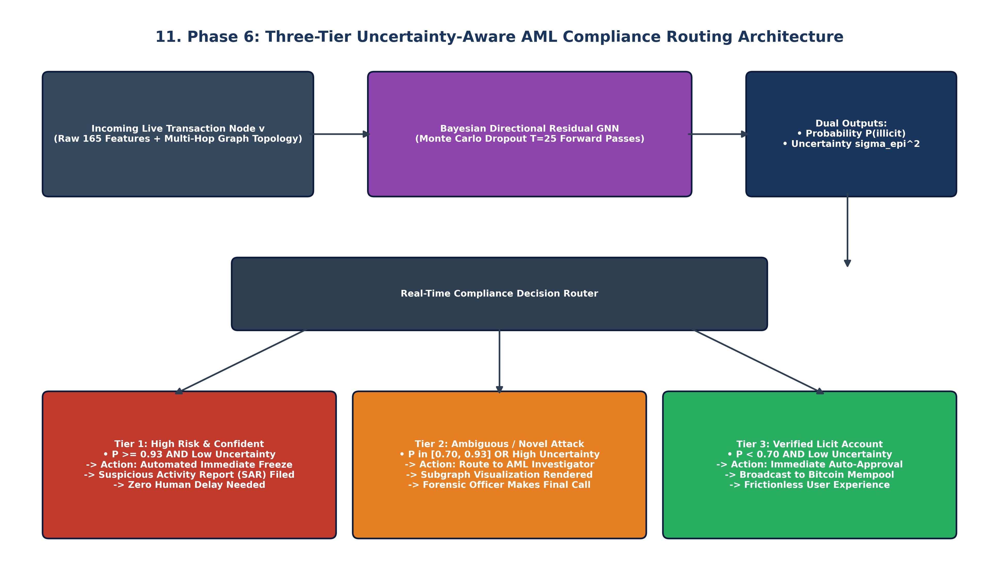 11. Phase 6: Three-Tier Uncertainty-Aware AML Compliance Routing Architecture
Incoming Live Transaction Node v
(Raw 165 Features + Multi-Hop Graph Topology)
Bayesian Directional Residual GNN
(Monte Carlo Dropout T=25 Forward Passes)
Dual Outputs:
• Probability P(illicit)
• Uncertainty sigma_epi^2
Real-Time Compliance Decision Router
Tier 1: High Risk & Confident
• P >= 0.93 AND Low Uncertainty
-> Action: Automated Immediate Freeze
-> Suspicious Activity Report (SAR) Filed
-> Zero Human Delay Needed
Tier 2: Ambiguous / Novel Attack
• P in [0.70, 0.93] OR High Uncertainty
-> Action: Route to AML Investigator
-> Subgraph Visualization Rendered
-> Forensic Officer Makes Final Call
Tier 3: Verified Licit Account
• P < 0.70 AND Low Uncertainty
-> Action: Immediate Auto-Approval
-> Broadcast to Bitcoin Mempool
-> Frictionless User Experience